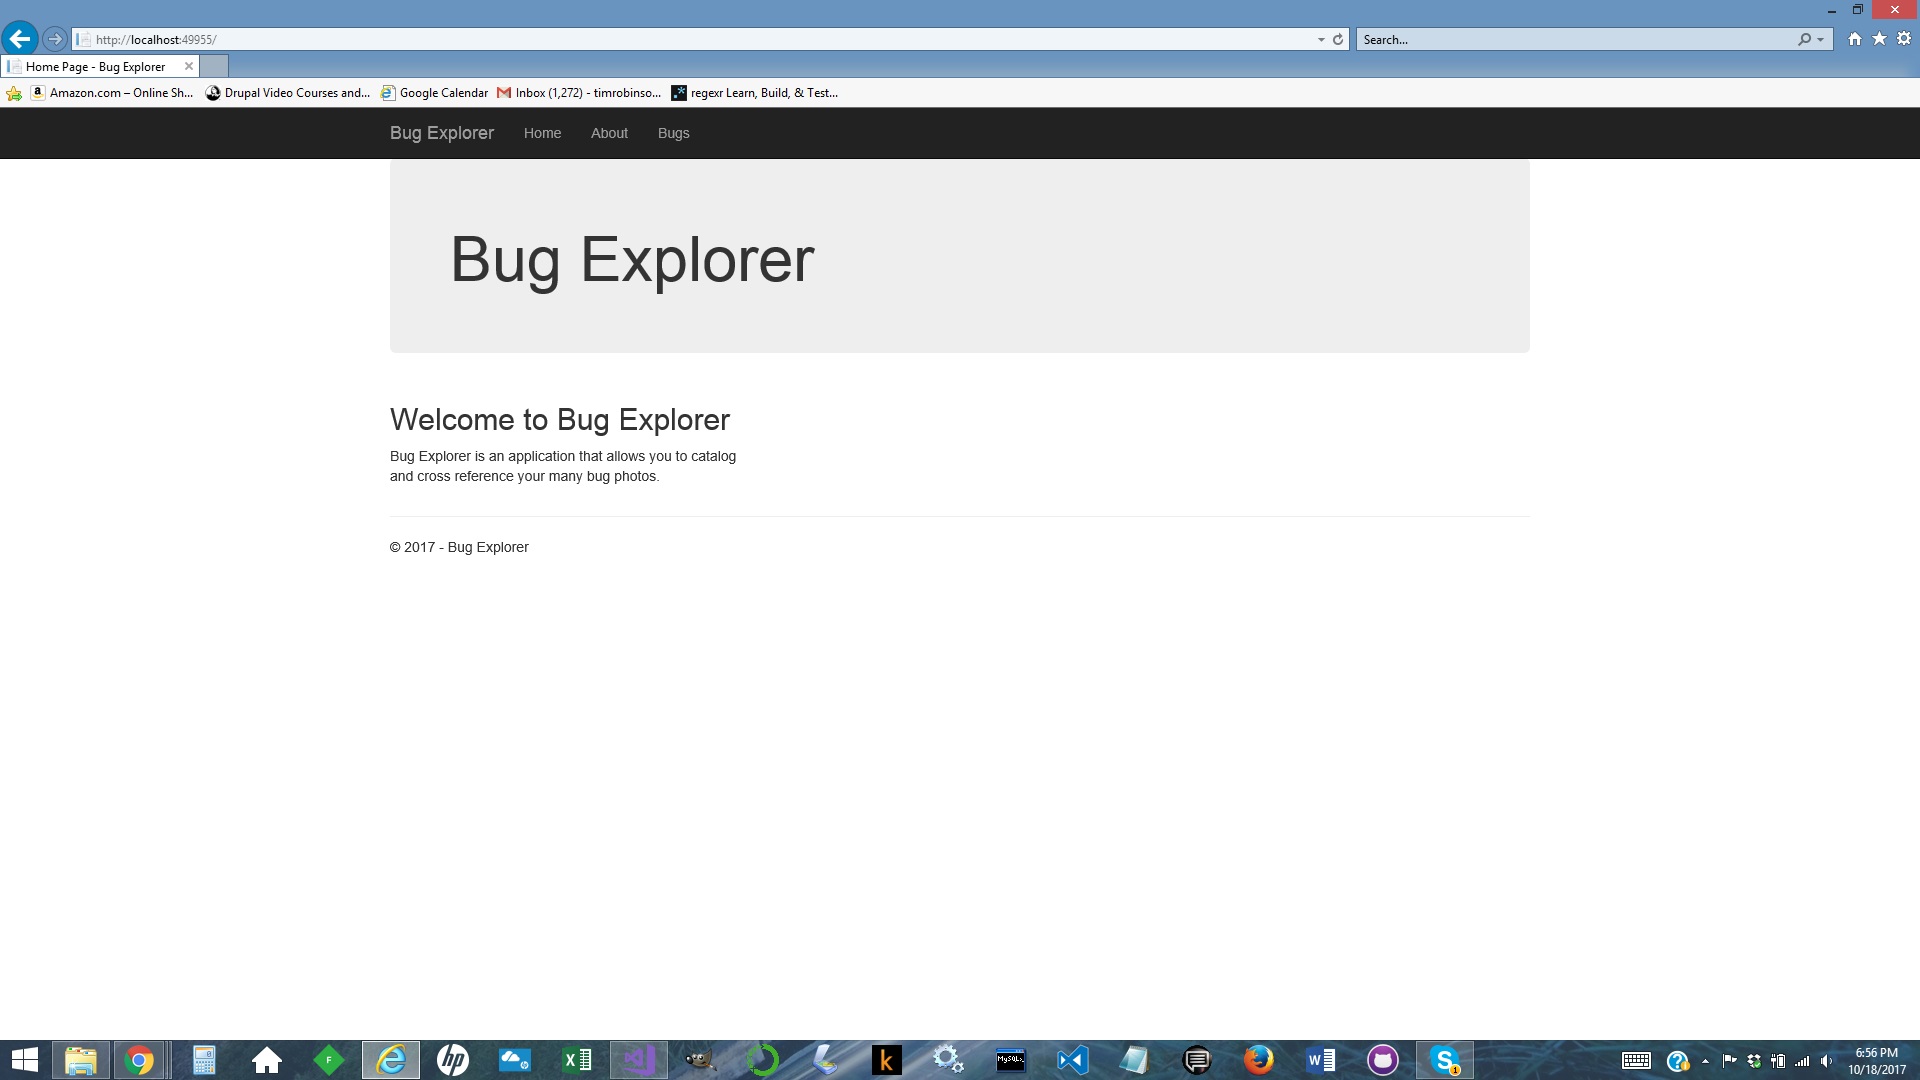 http://localhost:49955/
Search...
Home Page - Bug Explorer
Amazon.com – Online Sh...
Drupal Video Courses and...
Google Calendar
Inbox (1,272) - timrobinso...
regexr Learn, Build, & Test...
Bug Explorer
Home
About
Bugs
Bug Explorer
Welcome to Bug Explorer
Bug Explorer is an application that allows you to catalog
and cross reference your many bug photos.
© 2017 - Bug Explorer
6:56 PM
10/18/2017